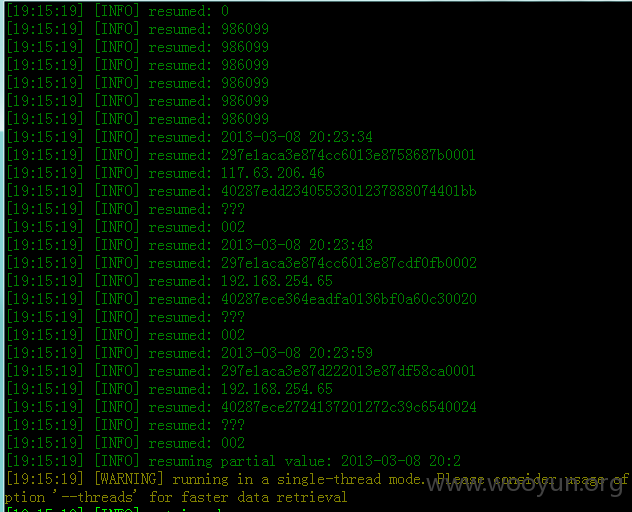 [19:15:19] [INFO] resumed: 0
[19:15:19] [INFO] resumed: 986099
[19:15:19] [INFO] resumed: 986099
[19:15:19] [INFO] resumed: 986099
[19:15:19] [INFO] resumed: 986099
[19:15:19] [INFO] resumed: 986099
[19:15:19] [INFO] resumed: 986099
[19:15:19] [INFO] resumed: 2013-03-08 20:23:34
[19:15:19] [INFO] resumed: 297e1aca3e874cc6013e8758687b0001
[19:15:19] [INFO] resumed: 117.63.206.46
[19:15:19] [INFO] resumed: 40287edd2340553301237888074401bb
[19:15:19] [INFO] resumed: ???
[19:15:19] [INFO] resumed: 002
[19:15:19] [INFO] resumed: 2013-03-08 20:23:48
[19:15:19] [INFO] resumed: 297e1aca3e874cc6013e87cdf0fb0002
[19:15:19] [INFO] resumed: 192.168.254.65
[19:15:19] [INFO] resumed: 40287ece364eadfa0136bf0a60c30020
[19:15:19] [INFO] resumed: ???
[19:15:19] [INFO] resumed: 002
[19:15:19] [INFO] resumed: 2013-03-08 20:23:59
[19:15:19] [INFO] resumed: 297e1aca3e87d222013e87df58ca0001
[19:15:19] [INFO] resumed: 192.168.254.65
[19:15:19] [INFO] resumed: 40287ece2724137201272c39c6540024
[19:15:19] [INFO] resumed: ???
[19:15:19] [INFO] resumed: 002
[19:15:19] [INFO] resuming partial value: 2013-03-08 20:2
[19:15:19] [WARNING] running in a single-thread mode. Please consider usage of o
ption '--threads' for faster data retrieval
www.wooyun.org